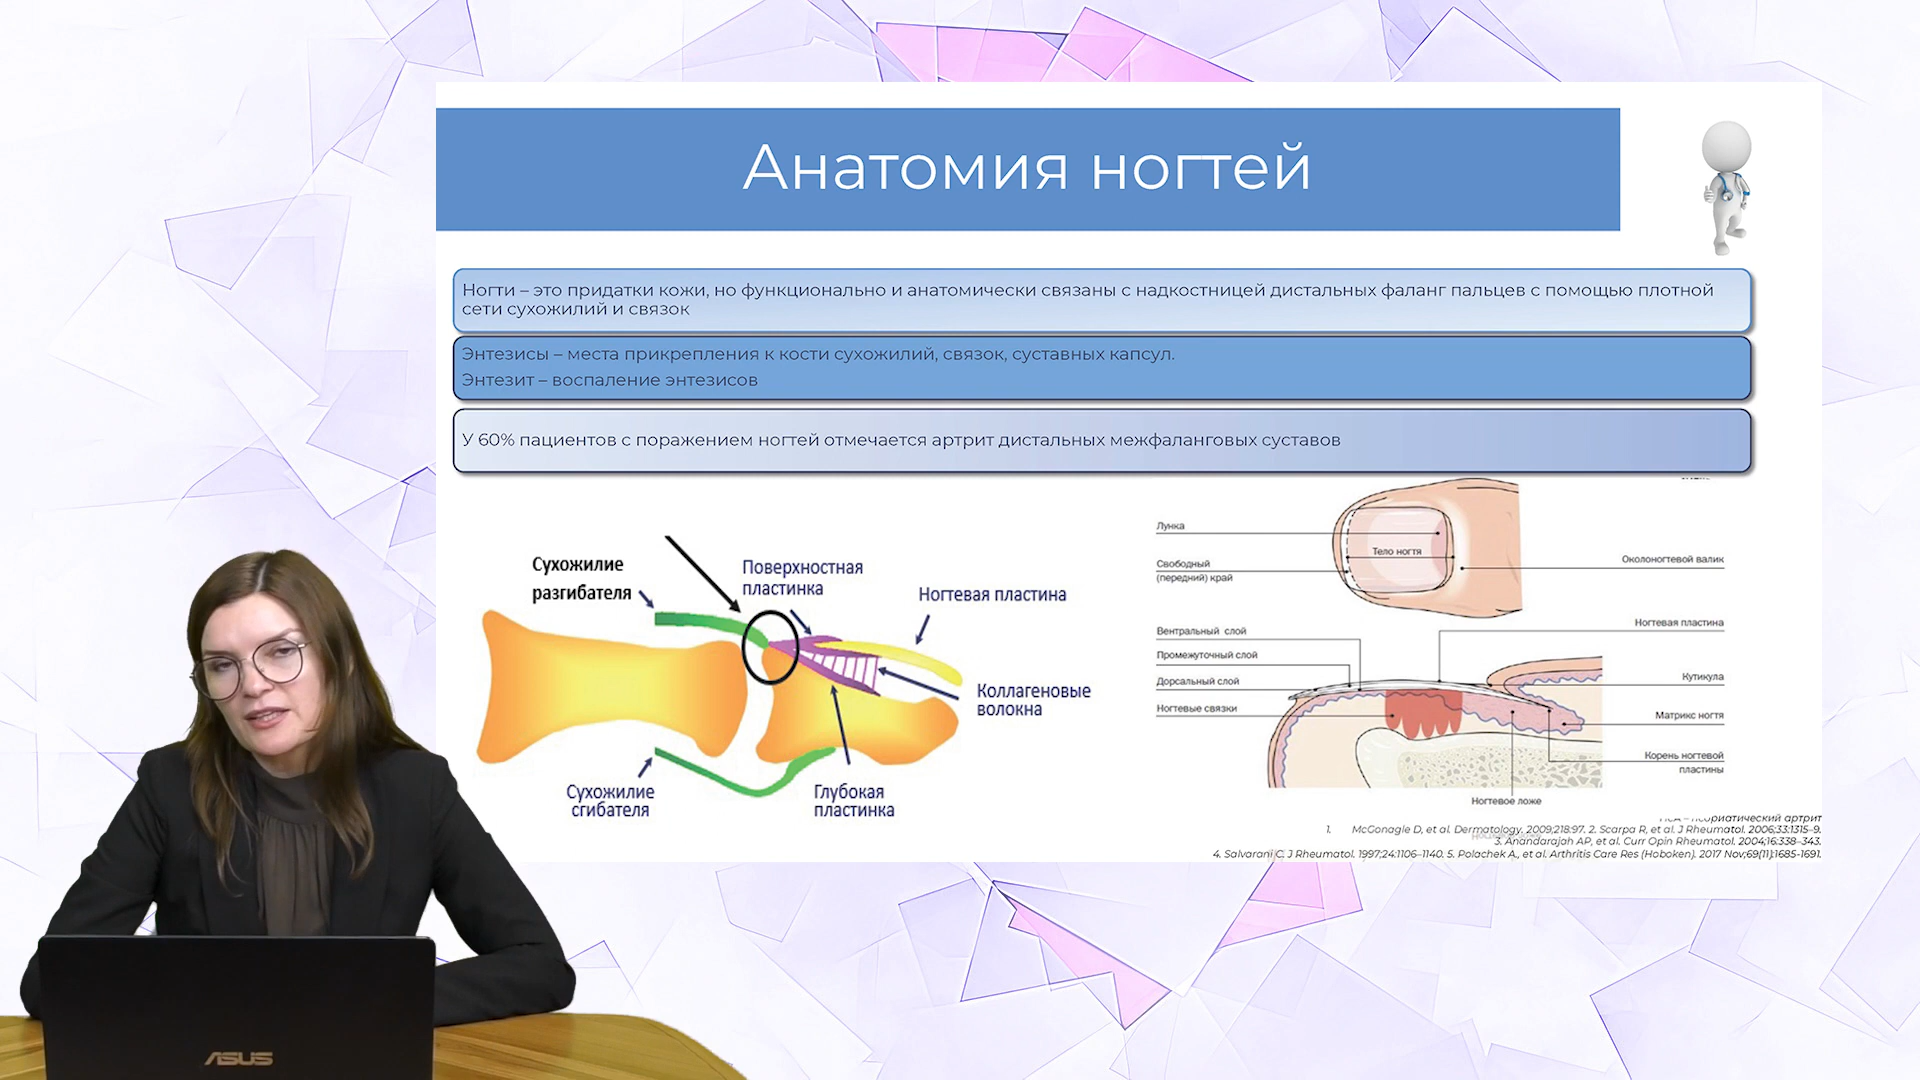 Анатомия ногтей
Ногти – это придатки кожи, но функционально и анатомически связаны с надкостницей дистальных фаланг пальцев с помощью плотной
сети сухожилий и связок
Энтезисы – места прикрепления к кости сухожилий, связок, суставных капсул.
Энтезит – воспаление энтезисов
У 60% пациентов с поражением ногтей отмечается артрит дистальных межфаланговых суставов
Сухожилие
разгибателя
Поверхностная
пластинка
Ногтевая пластина
Коллагеновые
волокна
Глубокая
пластинка
Сухожилие
сгибателя
Лунка
Тело ногтя
Свободный
(передний) край
Околоногтевой валик
Вентральный слой
Промежуточный слой
Дорсальный слой
Ногтевые связки
Ногтевая пластина
Кутикула
Матрикс ногтя
Корень ногтевой
пластины
Ногтевое ложе
артрит
1. McGonagle D, et al. Dermatology. 2009;218:97. 2. Scarpa R, et al. J Rheumatol. 2006;33:1315–9.
3. Anandarajah AP, et al. Curr Opin Rheumatol. 2004;16:338–343.
4. Salvarani C. J Rheumatol. 1997;24:1106–1140. 5. Polachek A, et al. Arthritis Care Res (Hoboken). 2017 Nov;69(11):1685-1691.
ASUS